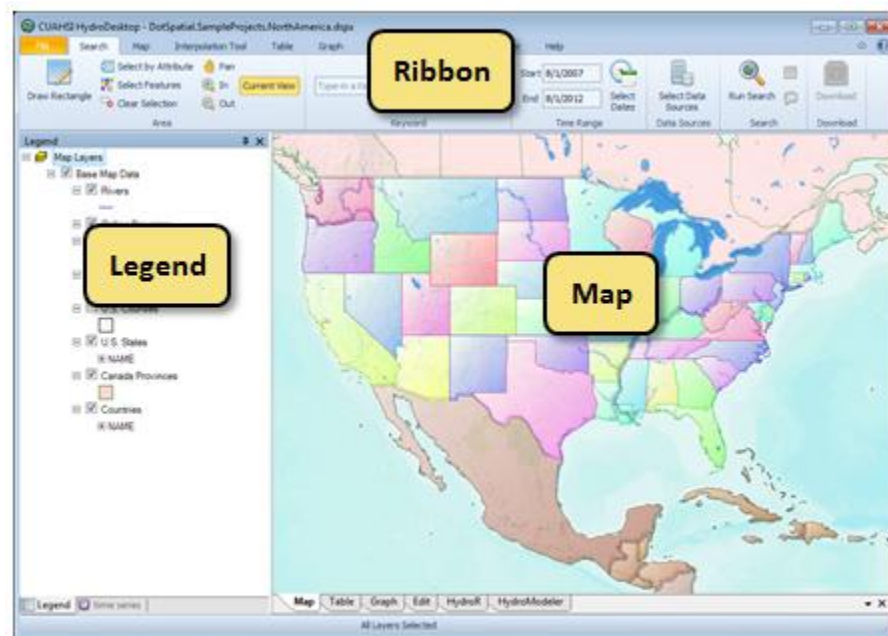 CUAHSI HydroDesktop - DotSpatial.SampleProjects.NorthAmerica.dspx
File Search Map Interpolation Tool Table Graph Help
Draw Rectangle
Select by Attribute
Select Features
Clear Selection
Pan
In
Out
Current View
Area
Type in a
Keyword
Ribbon
Start 8/1/2007
End 8/1/2012
Select Dates
Time Range
Select Data Sources
Data Sources
Run Search
Search
Download
Download
Legend
Map Layers
Base Map Data
Rivers
Legend
U.S. Counties
U.S. States
NAME
Canada Provinces
Countries
NAME
Map
Legend time series
Map Table Graph Edit HydroR HydroModeler
All Layers Selected